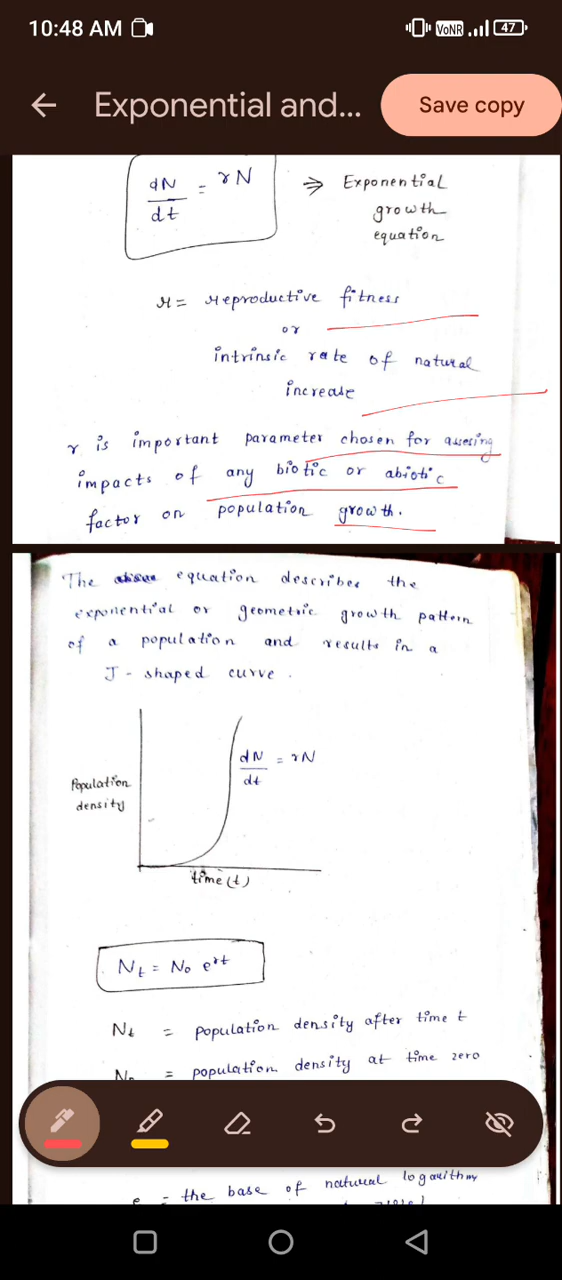 10:48 AM
VoNR
47
Exponential and...
Save copy
dN/dt = rN ⇒ Exponential
growth
equation
r = reproductive fitness
or
intrinsic rate of natural
increase
r is important parameter chosen for assesing
impacts of any biotic or abiotic
factor on population growth.
The equation describes the
exponential or geometric growth pattern
of a population and results in a
J - shaped curve.
dN/dt = rN
Population
density
time (t)
Nt = No e^rt
Nt = population density after time t
= population density at time zero
e = the base of natural logarithms